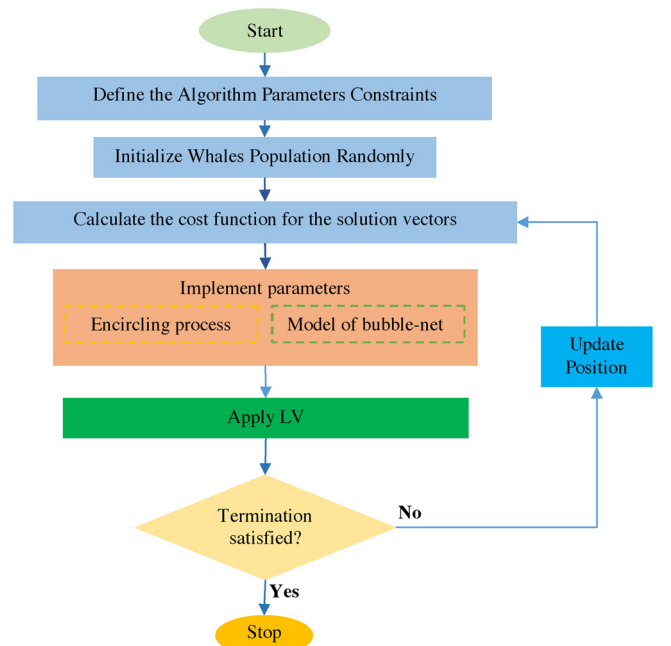 Start
Define the Algorithm Parameters Constraints
Initialize Whales Population Randomly
Calculate the cost function for the solution vectors
Implement parameters
Encircling process
Model of bubble-net
Update
Position
Apply LV
Termination
satisfied?
No
Yes
Stop